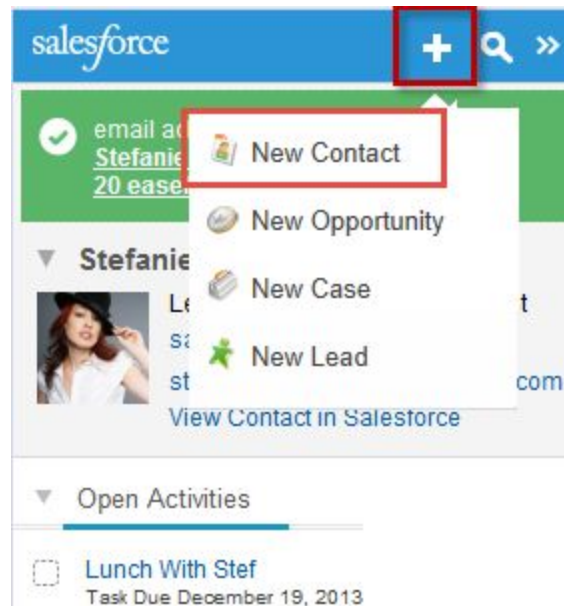 salesforce
email ad
Stefanie
20 ease
New Contact
New Opportunity
New Case
Stefanie
Le t
sa
New Lead
st com
View Contact in Salesforce
Open Activities
Lunch With Stef
Task Due December 19, 2013